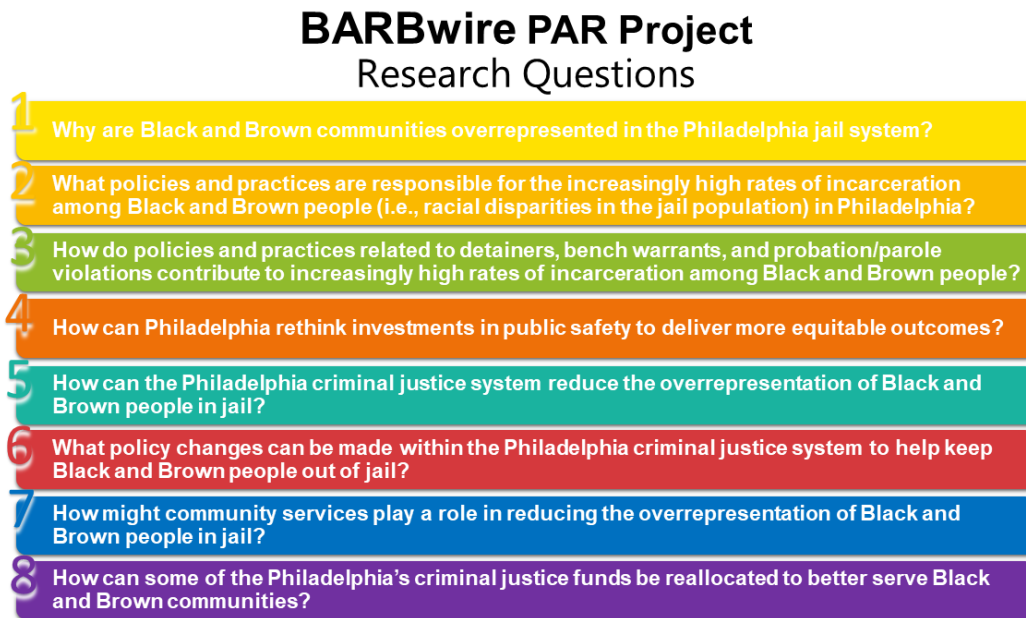 BARBwire PAR Project
Research Questions
1
Why are Black and Brown communities overrepresented in the Philadelphia jail system?
2
What policies and practices are responsible for the increasingly high rates of incarceration
among Black and Brown people (i.e., racial disparities in the jail population) in Philadelphia?
3
How do policies and practices related to detainers, bench warrants, and probation/parole
violations contribute to increasingly high rates of incarceration among Black and Brown people?
4
How can Philadelphia rethink investments in public safety to deliver more equitable outcomes?
5
How can the Philadelphia criminal justice system reduce the overrepresentation of Black and
Brown people in jail?
6
What policy changes can be made within the Philadelphia criminal justice system to help keep
Black and Brown people out of jail?
7
How might community services play a role in reducing the overrepresentation of Black and
Brown people in jail?
8
How can some of the Philadelphia's criminal justice funds be reallocated to better serve Black
and Brown communities?